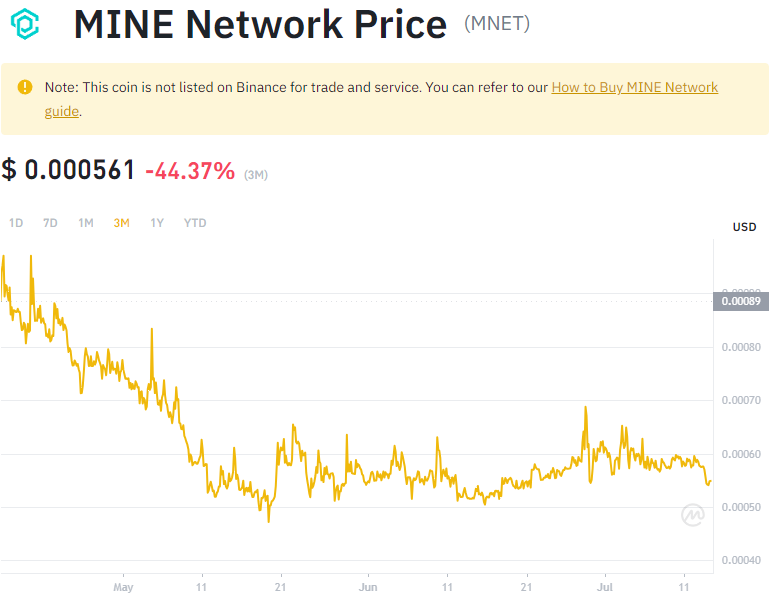 MINE Network Price (MNET)
Note: This coin is not listed on Binance for trade and service. You can refer to our How to Buy MINE Network
guide.
$ 0.000561 -44.37% (3M)
1D 7D 1M 3M 1Y YTD
USD
0.00089
0.00080
0.00070
0.00060
0.00050
0.00040
May 11 21 Jun 11 21 Jul 11